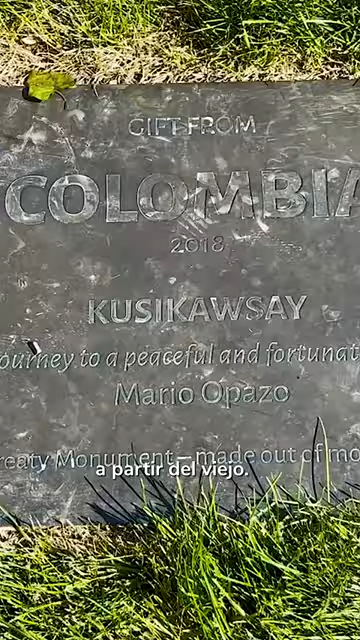 GIFT FROM
COLOMBIA
2018
KUSIKAWSAY
ourney to a peaceful and fortunat
Mario Opazo
reaty Monument – made out of mo
a partir del viejo.